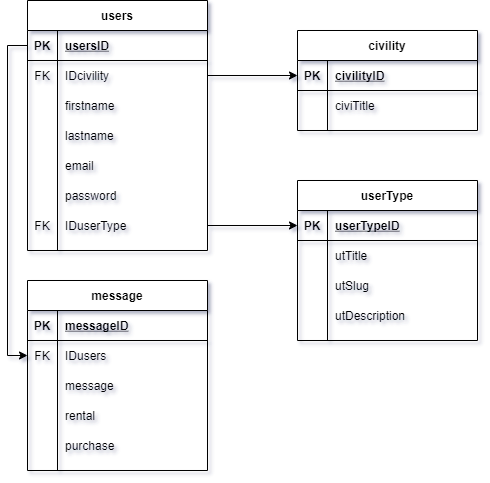 users
PK usersID
FK IDcivility
firstname
lastname
email
password
FK IDuserType
civility
PK civilityID
civiTitle
userType
PK userTypeID
utTitle
utSlug
utDescription
message
PK messageID
FK IDusers
message
rental
purchase